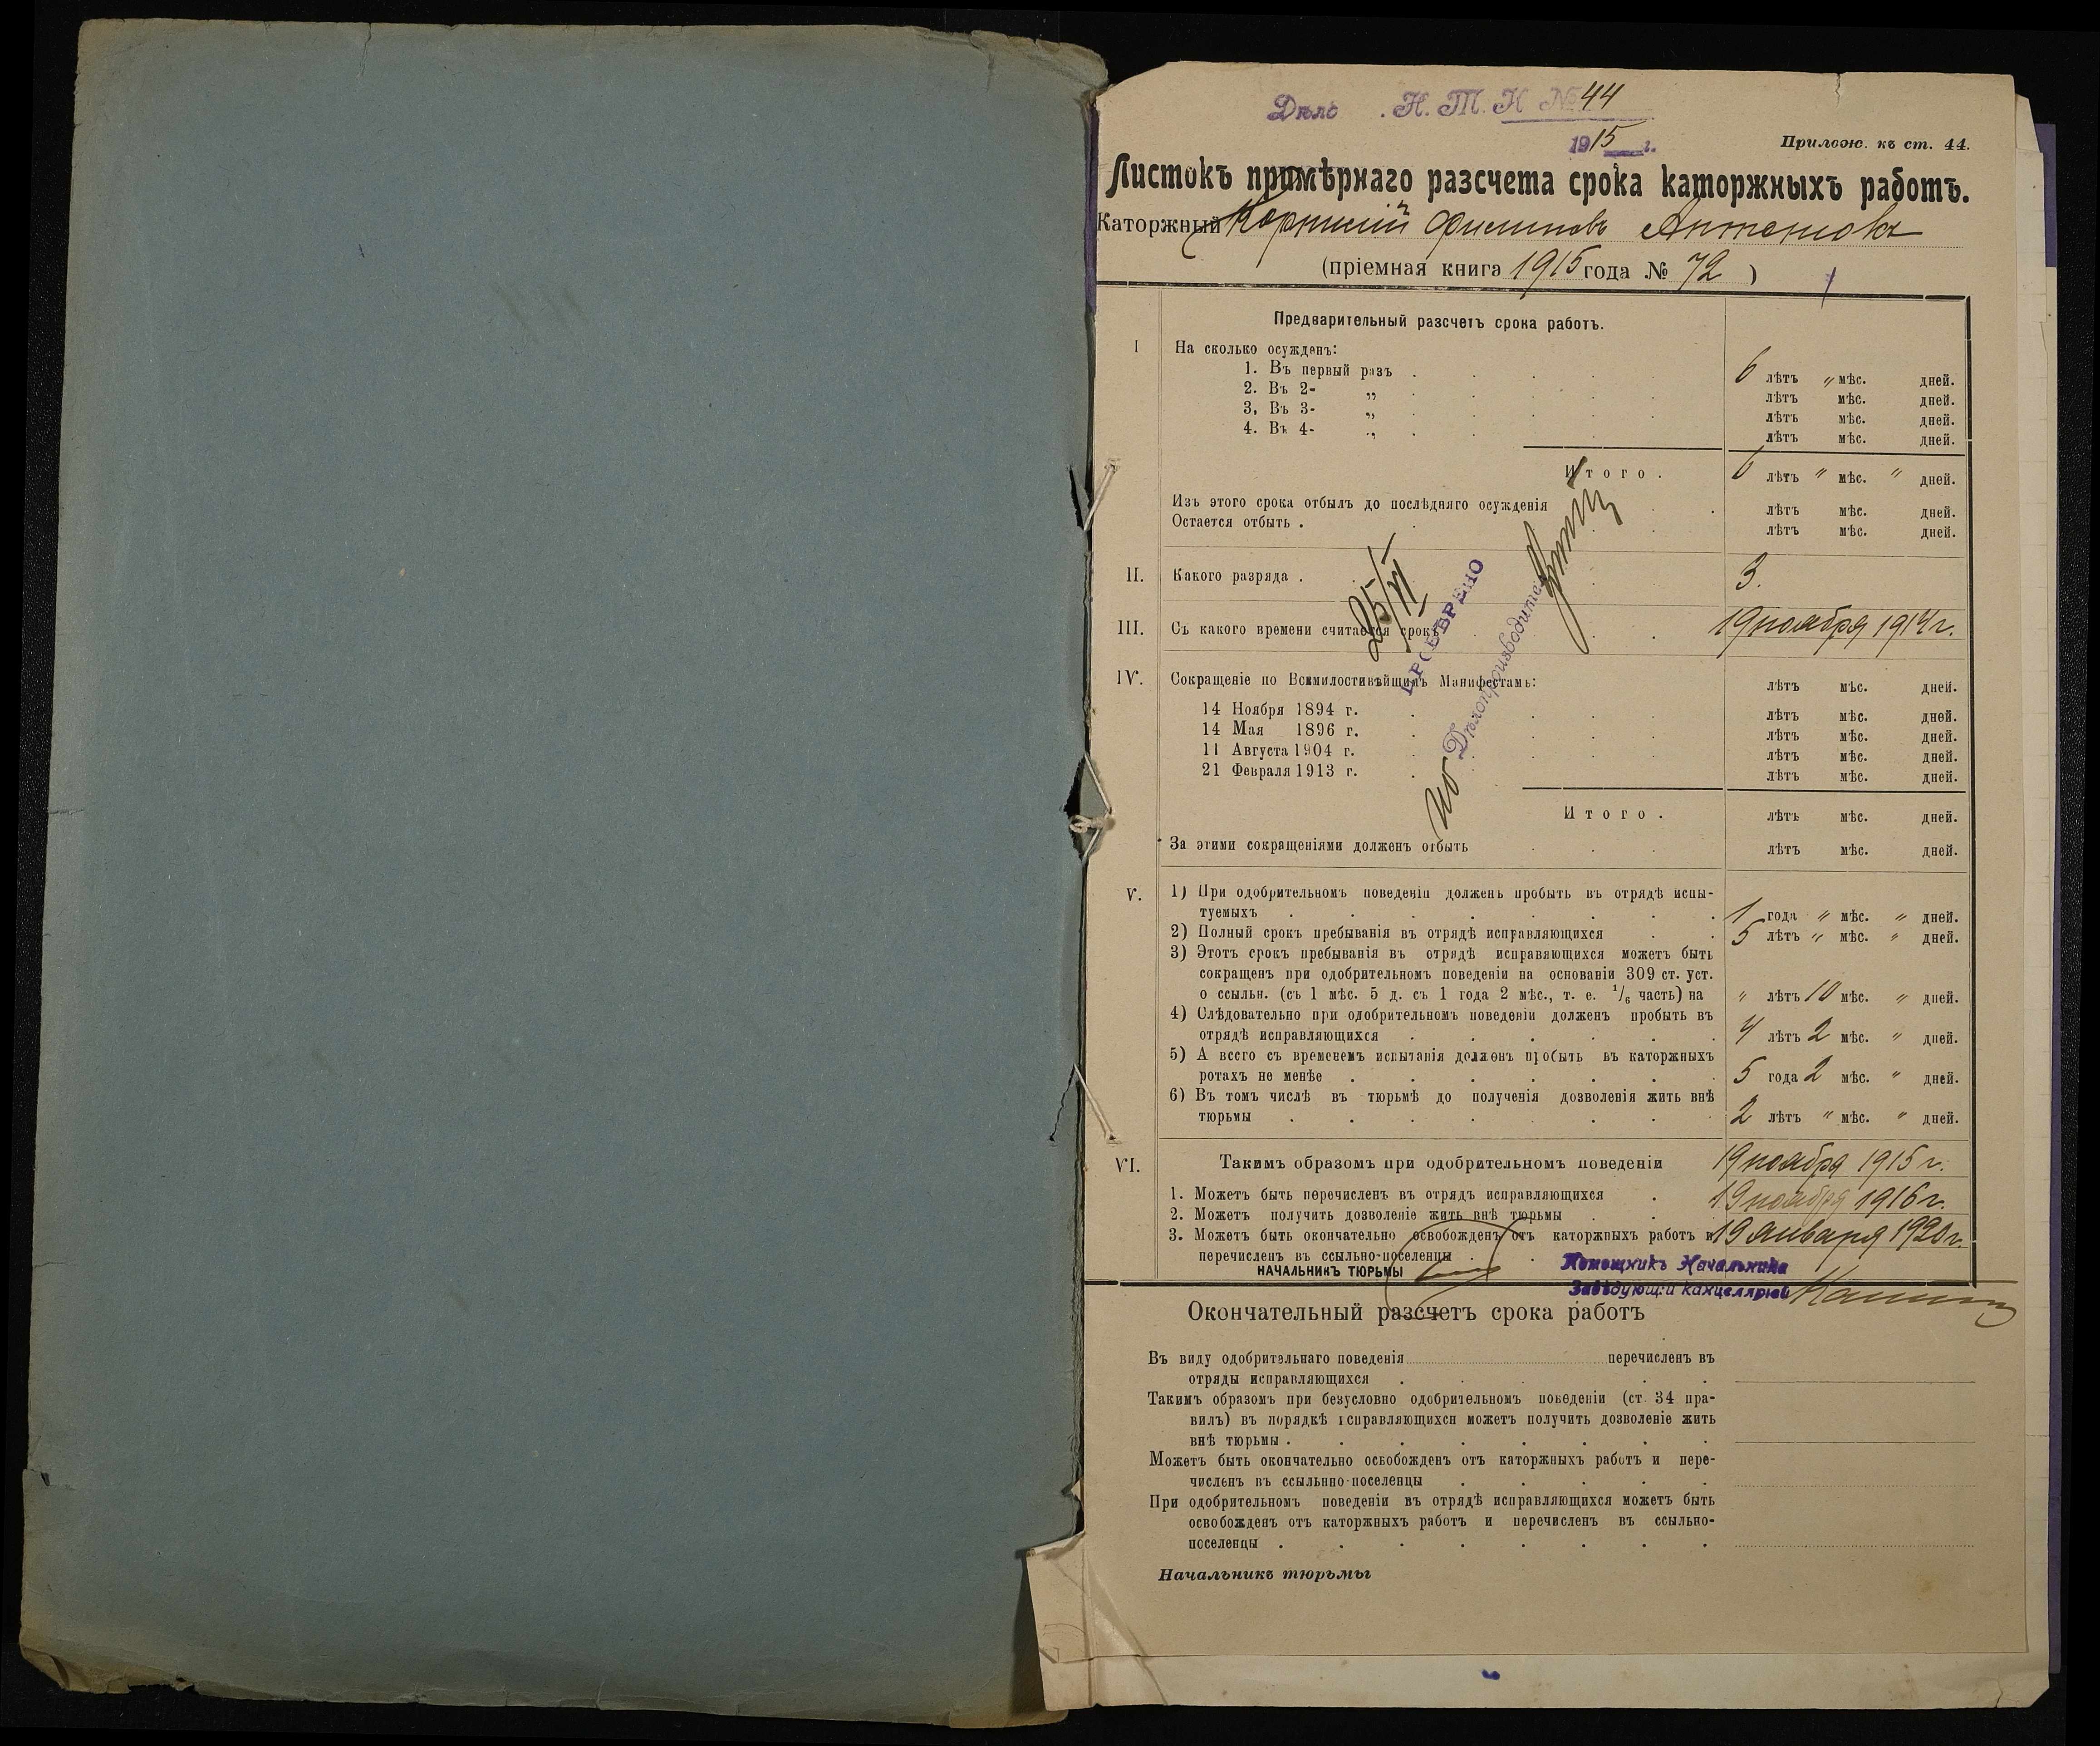 Дѣло Н. Т. К № 44
1915 г.
Прилож. къ ст. 44.
Листокъ примѣрнаго разсчета срока каторжныхъ работъ.
Каторжный Филиповъ Антоновъ
(пріемная книга 1915 года № 72 )
Предварительный разсчетъ срока работъ.
I На сколько осужденъ:
1. Въ первый разъ 6 лѣтъ „ мѣс. дней.
2. Въ 2- „ лѣтъ мѣс. дней.
3, Въ 3- „ лѣтъ мѣс. дней.
4. Въ 4- „ лѣтъ мѣс. дней.
Итого. 6 лѣтъ „ мѣс. „ дней.
Изъ этого срока отбылъ до послѣдняго осужденія лѣтъ мѣс. дней.
Остается отбыть . лѣтъ мѣс. дней.
II. Какого разряда . 3.
25/VI
ПРОВѢРЕНО
ио Дѣлопроизводитель
III. Съ какого времени считается срокъ 19 ноября 1914 г.
IV. Сокращеніе по Всемилостивѣйшимъ Манифестамъ: лѣтъ мѣс. дней.
14 Ноября 1894 г. лѣтъ мѣс. дней.
14 Мая 1896 г. лѣтъ мѣс. дней.
11 Августа 1904 г. лѣтъ мѣс. дней.
21 Февраля 1913 г. лѣтъ мѣс. дней.
Итого. лѣтъ мѣс. дней.
За этими сокращеніями долженъ отбыть лѣтъ мѣс. дней.
V. 1) При одобрительномъ поведеніи долженъ пробыть въ отрядѣ испы-
туемыхъ 1 года „ мѣс. „ дней.
2) Полный срокъ пребыванія въ отрядѣ исправляющихся 5 лѣтъ „ мѣс. „ дней.
3) Этотъ срокъ пребыванія въ отрядѣ исправяющихся можетъ быть
сокращенъ при одобрительномъ поведеніи на основаніи 309 ст. уст.
о ссыльн. (съ 1 мѣс. 5 д. съ 1 года 2 мѣс., т. е. 1/6 часть) на „ лѣтъ 10 мѣс. „ дней.
4) Слѣдовательно при одобрительномъ поведеніи долженъ пробыть въ
отрядѣ исправляющихся 4 лѣтъ 2 мѣс. „ дней.
5) А всего съ временемъ испытанія долженъ пробыть въ каторжныхъ
ротахъ не менѣе 5 года 2 мѣс. „ дней.
6) Въ томъ числѣ въ тюрьмѣ до полученія дозволенія жить внѣ
тюрьмы 2 лѣтъ „ мѣс. „ дней.
VI. Такимъ образомъ при одобрительномъ поведеніи 19 ноября 1915 г.
1. Можетъ быть перечисленъ въ отрядъ исправляющихся 19 ноября 1916 г.
2. Можетъ получить дозволеніе жить внѣ тюрьмы
3. Можетъ быть окончательно освобожденъ отъ каторжныхъ работъ и 19 января 1920 г.
перечисленъ въ ссыльно-поселенцы
НАЧАЛЬНИКЪ ТЮРЬМЫ
Помощникъ Начальника
Завѣдующій канцеляріей
Окончательный разсчетъ срока работъ
Въ виду одобрительнаго поведенія перечисленъ въ
отряды исправляющихся
Такимъ образомъ при безусловно одобрительномъ поведеніи (ст. 34 пра-
вилъ) въ порядкѣ исправляющихся можетъ получить дозволеніе жить
внѣ тюрьмы .
Можетъ быть окончательно освобожденъ отъ каторжныхъ работъ и пере-
численъ въ ссыльнно-поселенцы
При одобрительномъ поведеніи въ отрядѣ исправляющихся можетъ быть
освобожденъ отъ каторжныхъ работъ и перечисленъ въ ссыльно-
поселенцы .
Начальникъ тюрьмы